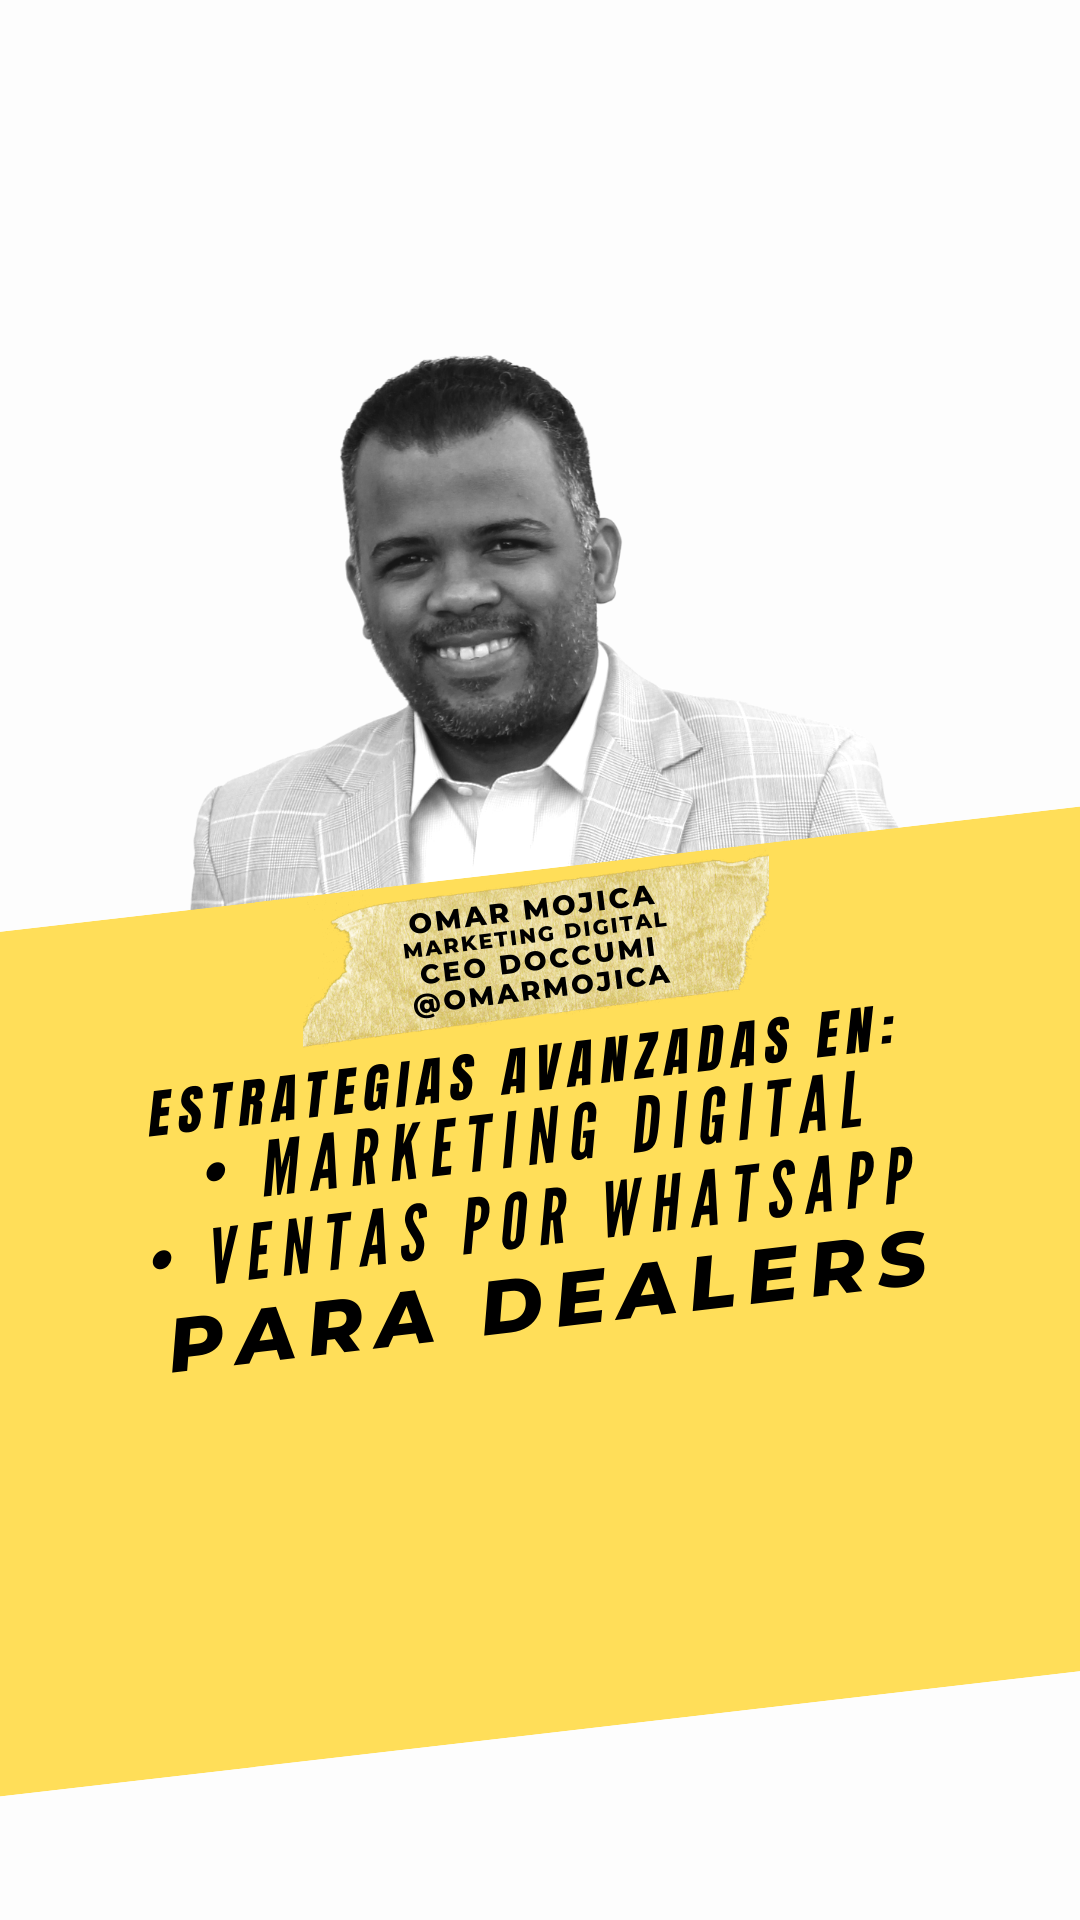 OMAR MOJICA
MARKETING DIGITAL
CEO DOCCUMI
@OMARMOJICA
ESTRATEGIAS AVANZADAS EN:
• MARKETING DIGITAL
• VENTAS POR WHATSAPP
PARA DEALERS